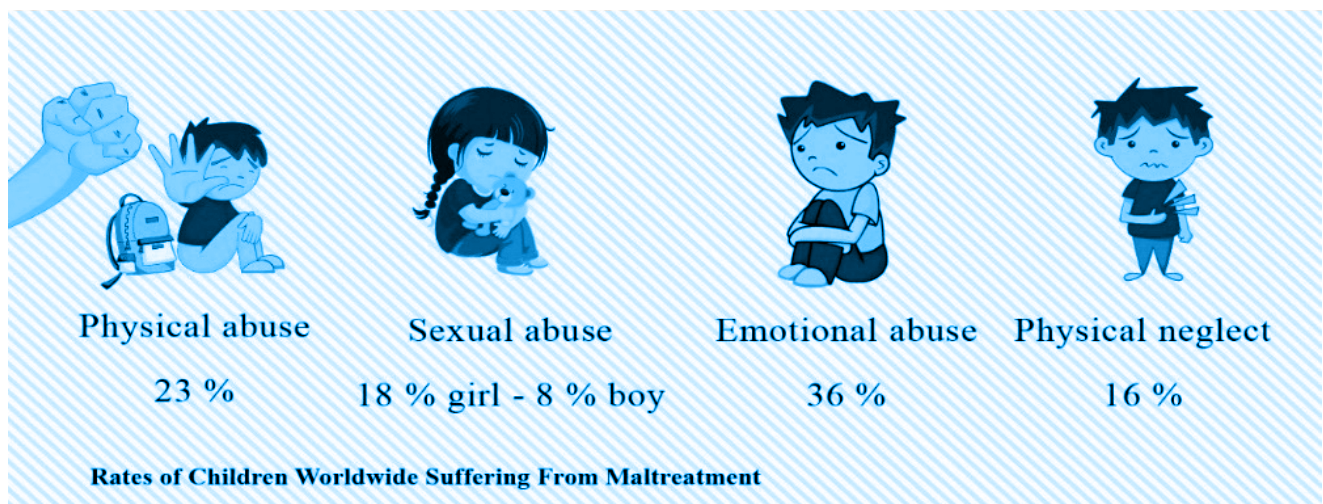 Physical abuse
Sexual abuse
Emotional abuse
Physical neglect
23 %
18 % girl - 8 % boy
36 %
16 %
Rates of Children Worldwide Suffering From Maltreatment